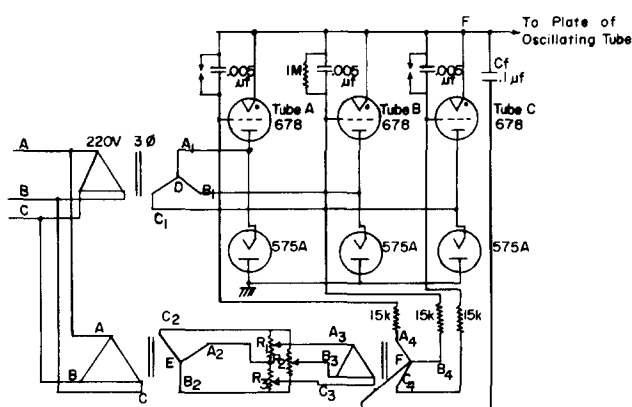 F
To Plate of
Oscillating Tube
.005
μf
1M
.005
μf
.005
μf
Cf
.1μf
Tube A
678
Tube B
678
Tube C
678
A
220V 3Ø
A1
B
D
B1
C
C1
575A
575A
575A
15k
15k
15k
C2
A
A2
R1
A3
A4
E
R2
B3
F
B4
B
B2
R3
C3
C4
C